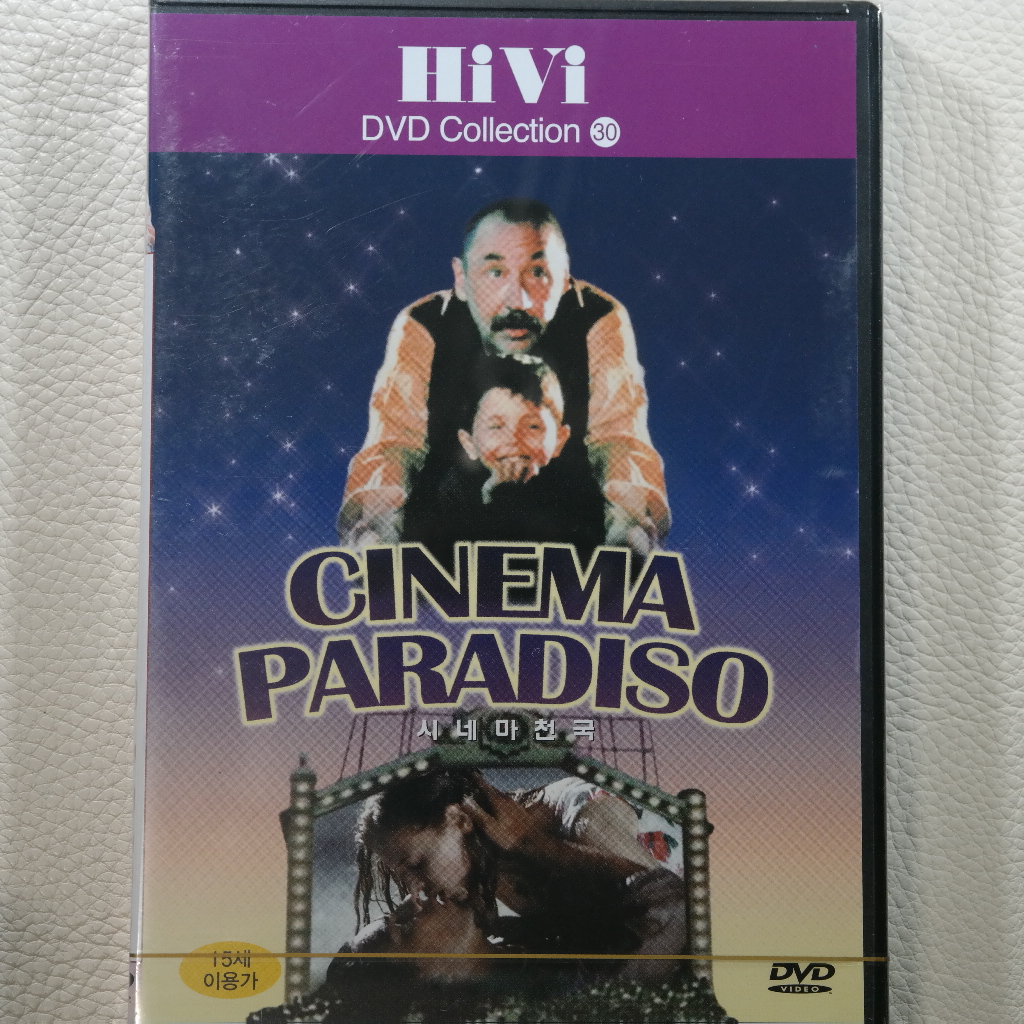 HiVi
DVD Collection 30
CINEMA
PARADISO
시네마천국
15세
이용가
DVD
VIDEO